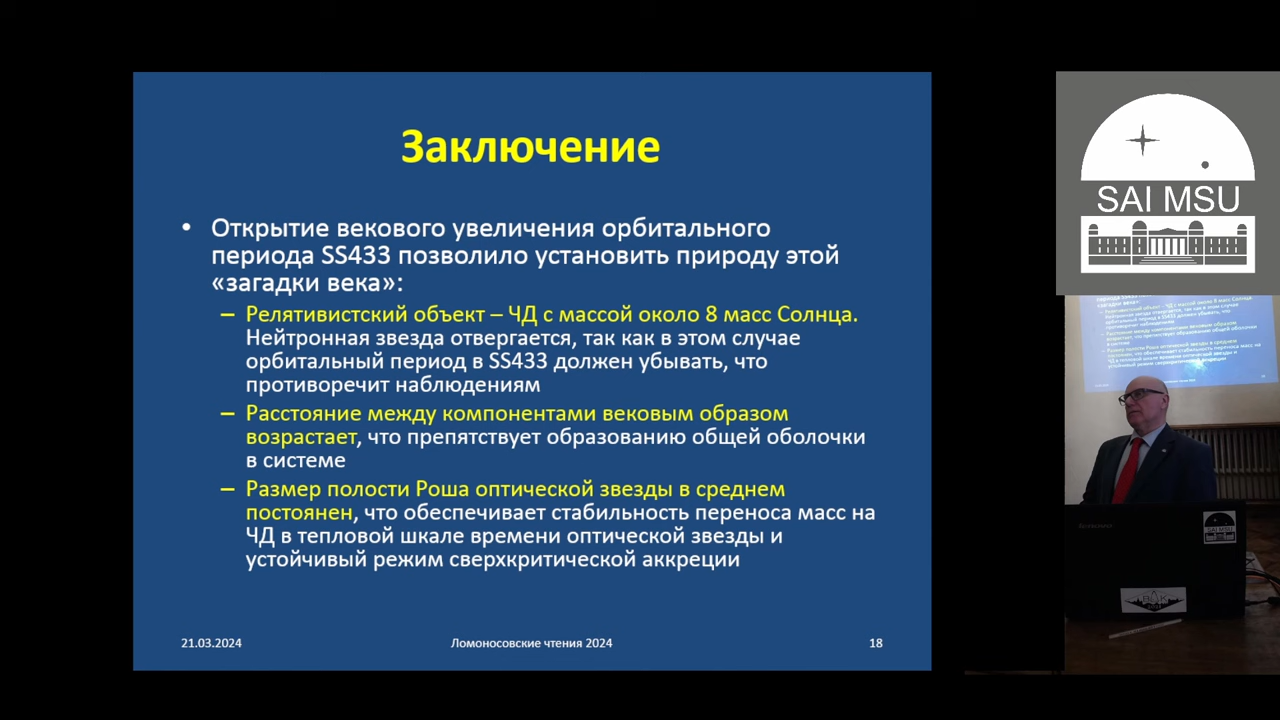 Заключение
• Открытие векового увеличения орбитального
периода SS433 позволило установить природу этой
«загадки века»:
– Релятивистский объект – ЧД с массой около 8 масс Солнца.
Нейтронная звезда отвергается, так как в этом случае
орбитальный период в SS433 должен убывать, что
противоречит наблюдениям
– Расстояние между компонентами вековым образом
возрастает, что препятствует образованию общей оболочки
в системе
– Размер полости Роша оптической звезды в среднем
постоянен, что обеспечивает стабильность переноса масс на
ЧД в тепловой шкале времени оптической звезды и
устойчивый режим сверхкритической аккреции
21.03.2024
Ломоносовские чтения 2024
18
SAI MSU
SAI MSU